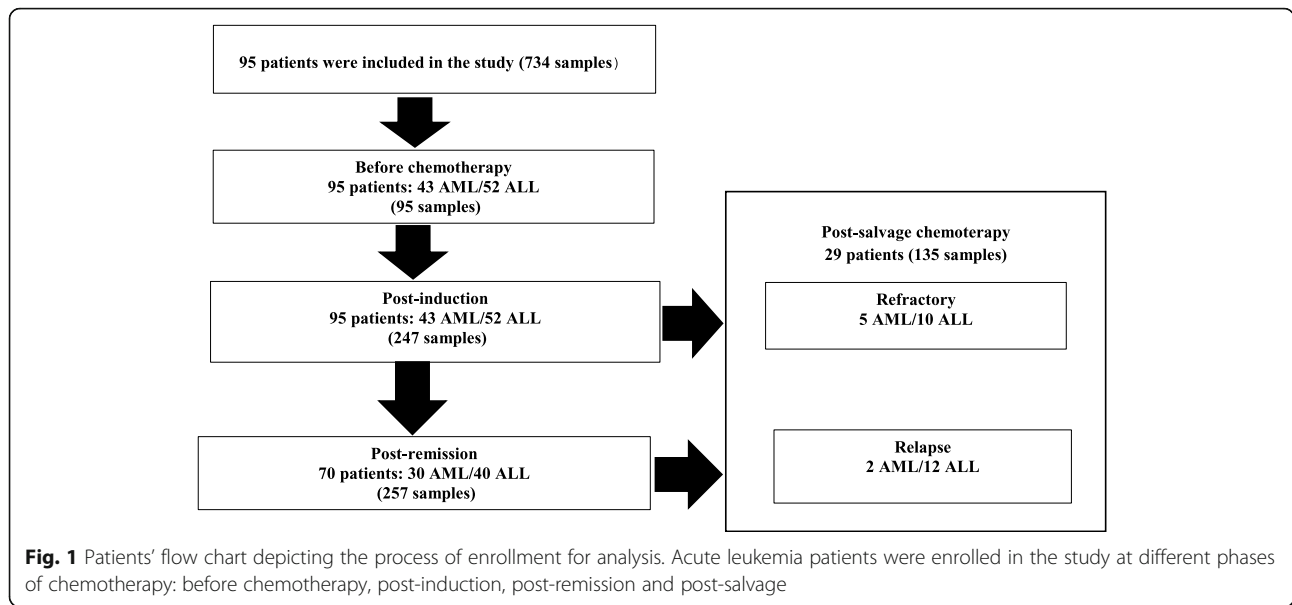 95 patients were included in the study (734 samples)
Before chemotherapy
95 patients: 43 AML/52 ALL
(95 samples)
Post-induction
95 patients: 43 AML/52 ALL
(247 samples)
Post-remission
70 patients: 30 AML/40 ALL
(257 samples)
Post-salvage chemoterapy
29 patients (135 samples)
Refractory
5 AML/10 ALL
Relapse
2 AML/12 ALL
Fig. 1 Patients' flow chart depicting the process of enrollment for analysis. Acute leukemia patients were enrolled in the study at different phases
of chemotherapy: before chemotherapy, post-induction, post-remission and post-salvage